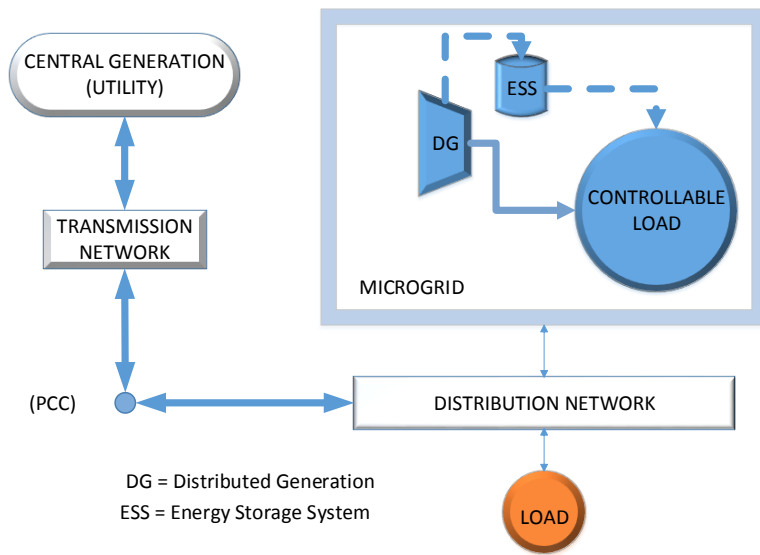 CENTRAL GENERATION
(UTILITY)
ESS
DG
CONTROLLABLE
LOAD
TRANSMISSION
NETWORK
MICROGRID
(PCC)
DISTRIBUTION NETWORK
DG = Distributed Generation
ESS = Energy Storage System
LOAD